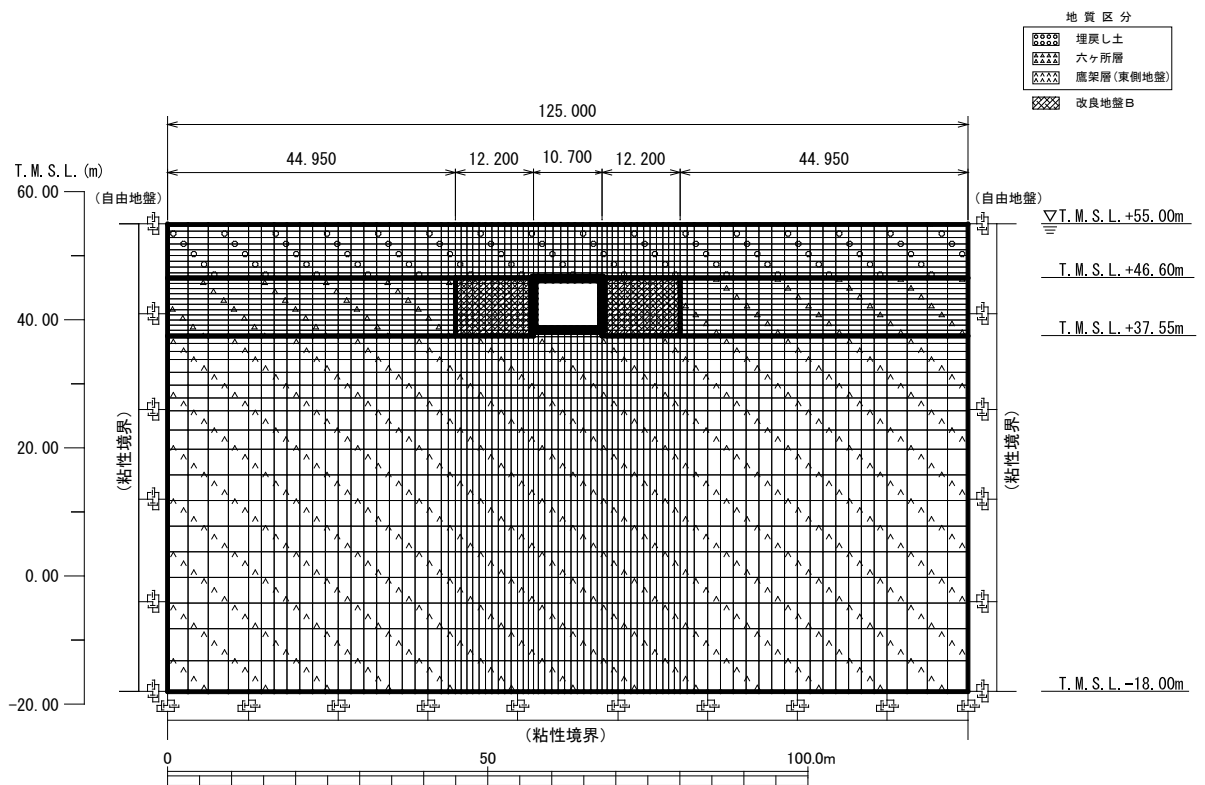 地質区分
埋戻し土
六ヶ所層
鷹架層(東側地盤)
改良地盤B
125.000
44.950 12.200 10.700 12.200 44.950
T.M.S.L.(m)
60.00
(自由地盤) (自由地盤)
▽T.M.S.L.+55.00m
T.M.S.L.+46.60m
40.00
T.M.S.L.+37.55m
20.00
(粘性境界) (粘性境界)
0.00
T.M.S.L.-18.00m
-20.00
(粘性境界)
0 50 100.0m